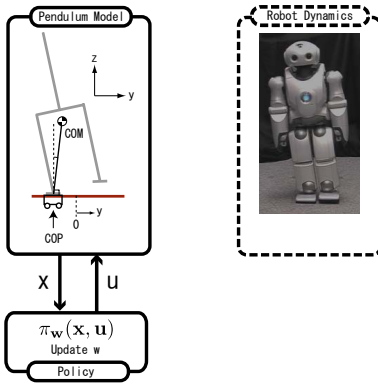 Pendulum Model
z
y
COM
0
y
COP
x
u
π_w(x, u)
Update w
Policy
Robot Dynamics